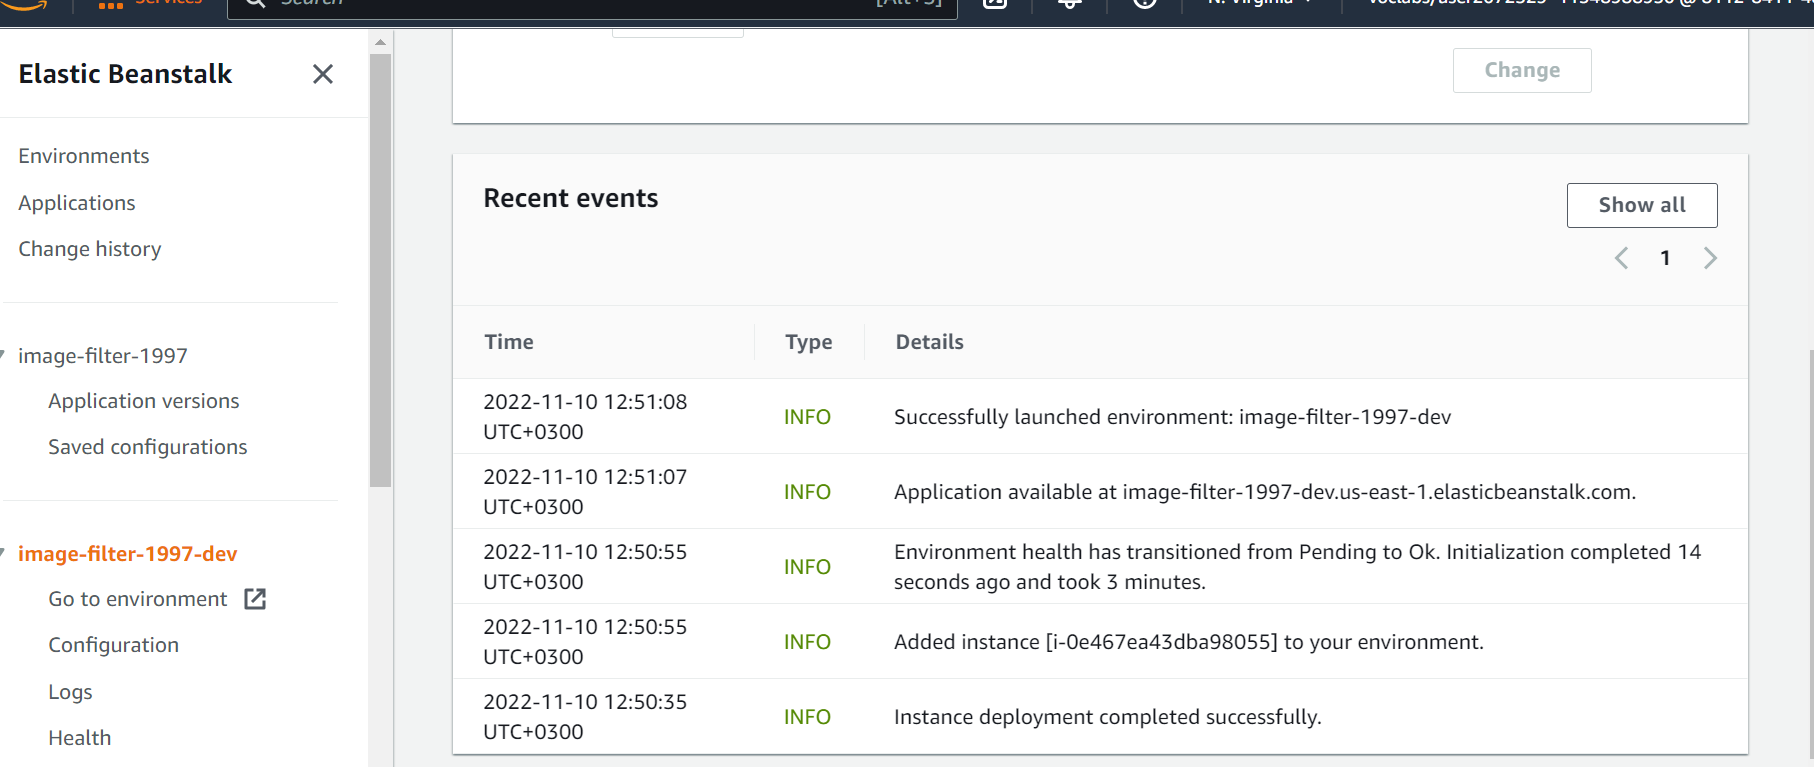 Services
Search
[Alt+S]
N. Virginia
Elastic Beanstalk
Environments
Applications
Change history
image-filter-1997
Application versions
Saved configurations
image-filter-1997-dev
Go to environment
Configuration
Logs
Health
Change
Recent events
Show all
1
Time Type Details
2022-11-10 12:51:08
UTC+0300
INFO
Successfully launched environment: image-filter-1997-dev
2022-11-10 12:51:07
UTC+0300
INFO
Application available at image-filter-1997-dev.us-east-1.elasticbeanstalk.com.
2022-11-10 12:50:55
UTC+0300
INFO
Environment health has transitioned from Pending to Ok. Initialization completed 14
seconds ago and took 3 minutes.
2022-11-10 12:50:55
UTC+0300
INFO
Added instance [i-0e467ea43dba98055] to your environment.
2022-11-10 12:50:35
UTC+0300
INFO
Instance deployment completed successfully.